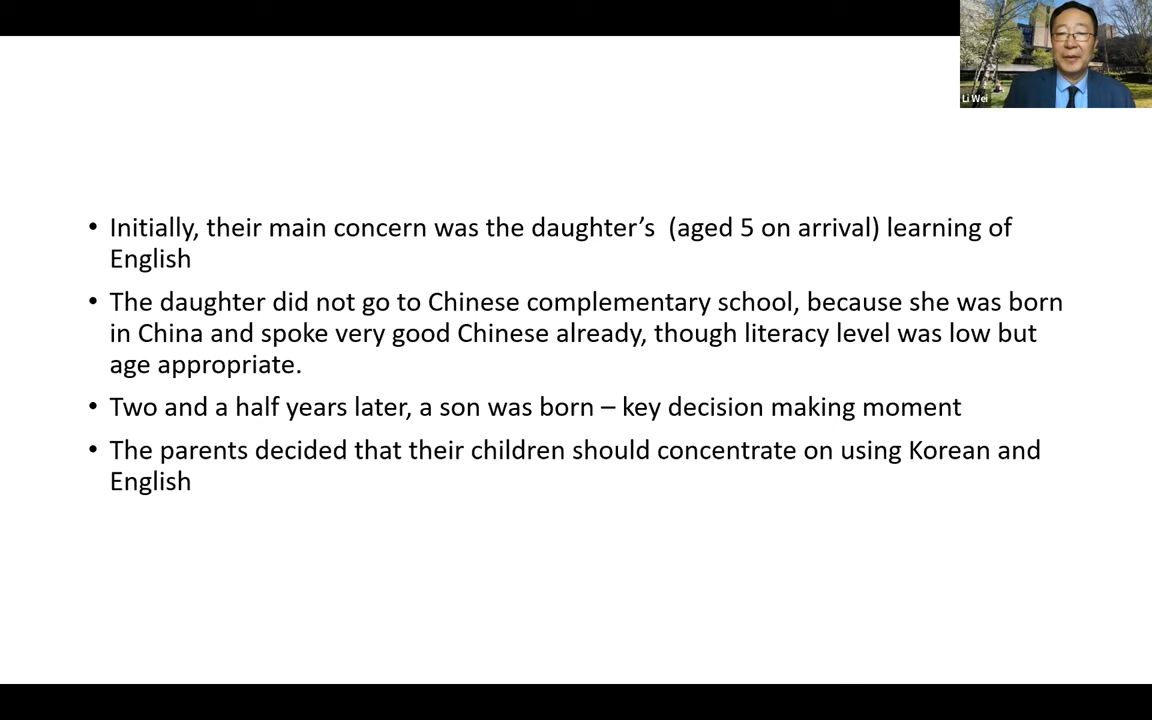 Li Wei
• Initially, their main concern was the daughter’s  (aged 5 on arrival) learning of
English
• The daughter did not go to Chinese complementary school, because she was born
in China and spoke very good Chinese already, though literacy level was low but
age appropriate.
• Two and a half years later, a son was born – key decision making moment
• The parents decided that their children should concentrate on using Korean and
English